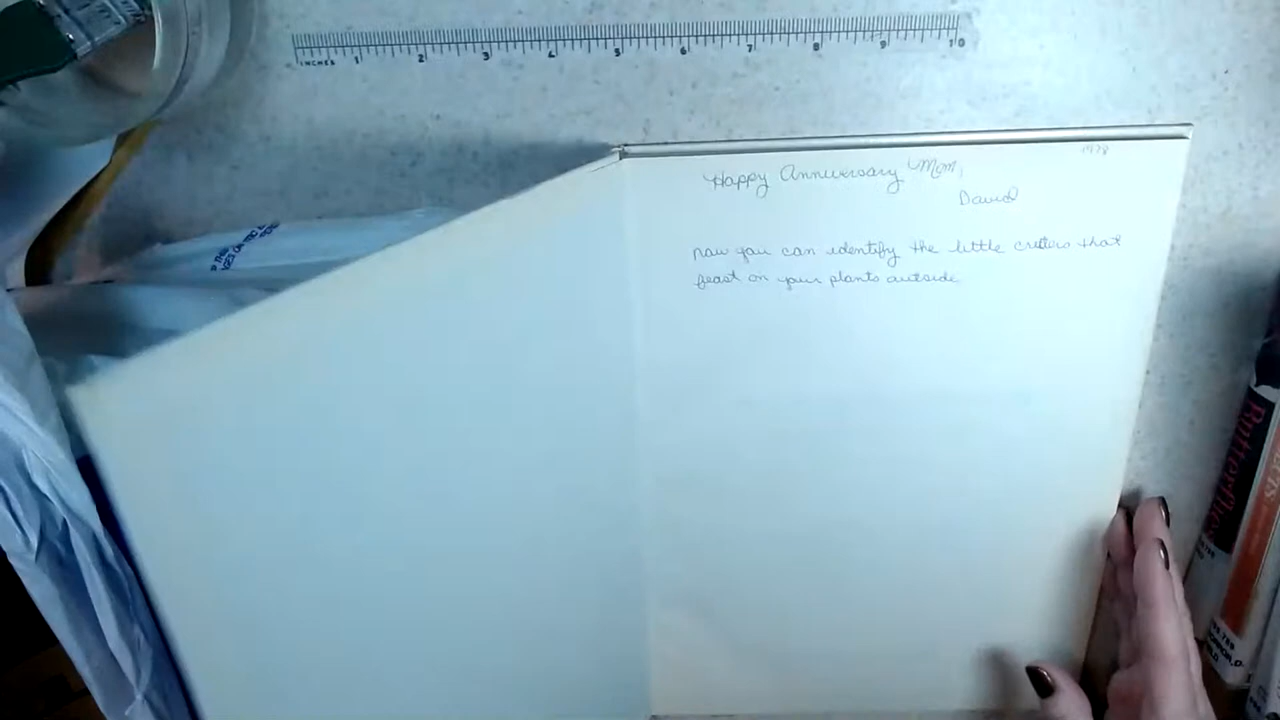 INCHES 1 2 3 4 5 6 7 8 9 10
1978
Happy Anniversary Mom,
David
now you can identify the little critters that
feast on your plants outside
Butterflies